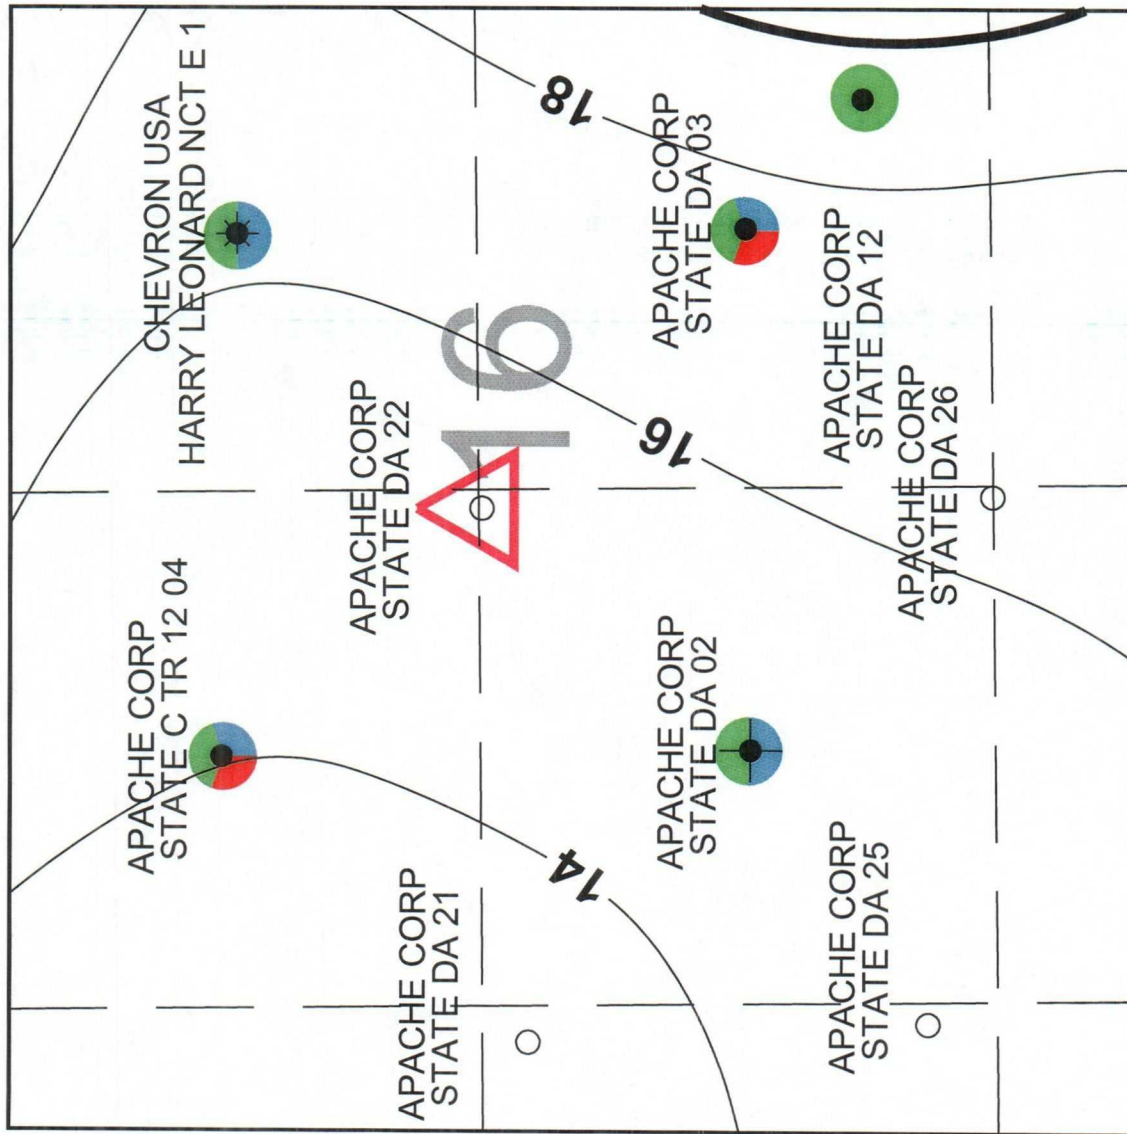 CHEVRON USA
HARRY LEONARD NCT E 1
APACHE CORP
STATE C TR 12 04
APACHE CORP
STATE DA 22
APACHE CORP
STATE DA 21
18
16
16
14
APACHE CORP
STATE DA 03
APACHE CORP
STATE DA 02
APACHE CORP
STATE DA 12
APACHE CORP
STATE DA 26
APACHE CORP
STATE DA 25